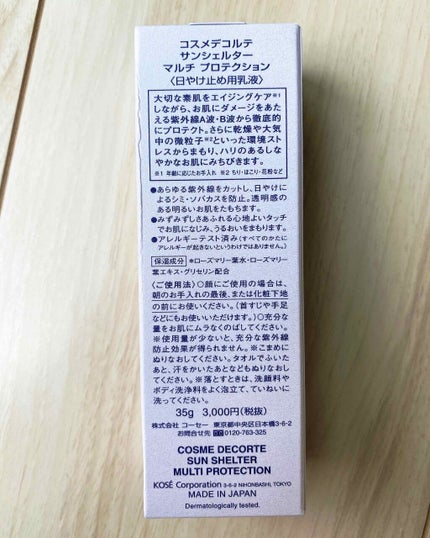 コスメデコルテ
サンシェルター
マルチ プロテクション
〈日やけ止め用乳液〉
大切な素肌をエイジングケア※1
しながら、お肌にダメージをあ
たえる紫外線A波・B波から徹底的
にプロテクト。さらに乾燥や大気
中の微粒子※2といった環境スト
レスからまもり、ハリのあるしな
やかなお肌にみちびきます。
※1 年齢に応じたお手入れ ※2 ちり・ほこり・花粉など
●あらゆる紫外線をカットし、日やけに
よるシミ・ソバカスを防ぐ。透明感の
ある明るいお肌をたもちます。
●みずみずしさあふれる心地よいタッチ
でお肌になじみ、うるおいをまもります。
●アレルギーテスト済み(すべてのかたに
アレルギーが起きないというわけではありません。)
保湿成分 *ローズマリー葉水・ローズマリー
葉エキス・グリセリン配合
〈ご使用法〉○顔にご使用の場合は、
朝のお手入れの最後、または化粧下地
の前にお使いください。(首すじや手足
などにもお使いいただけます。)○充分な
量をお肌にムラなくのばしてください。
※使用量が少ないと、充分な紫外線
防止効果が得られません。※こまめに
ぬりなおしてください。タオルでふいた
あと、汗をかいたあとなどもぬりなおし
てください。※落とすときは、洗顔料や
ボディ洗浄料をよく泡立て、ていねいに
洗ってください。
35g 3,000円(税抜)
株式会社 コーセー 東京都中央区日本橋3-6-2
お問合せ先 0120-763-325
COSME DECORTE
SUN SHELTER
MULTI PROTECTION
KOSÉ Corporation 3-6-2 NIHONBASHI, TOKYO
MADE IN JAPAN
Dermatologically tested.